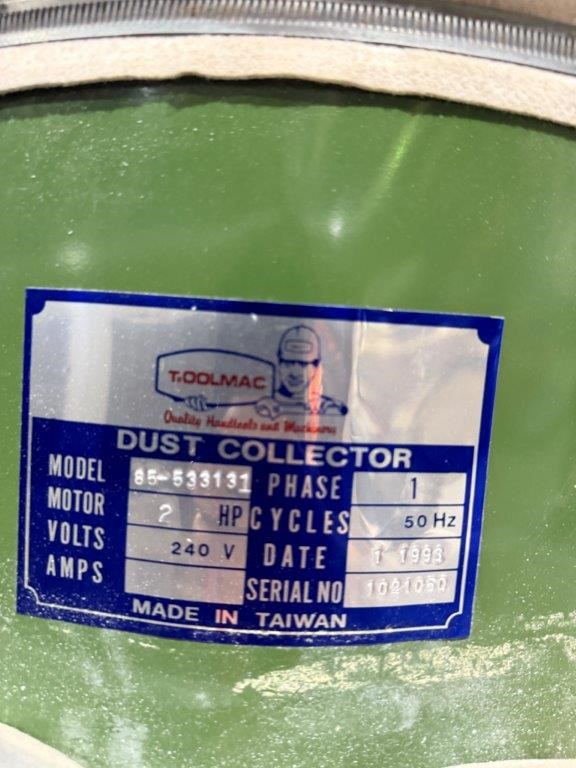 TOOLMAC
Quality Handtools and Machinery
DUST COLLECTOR
MODEL 85-533131 PHASE 1
MOTOR 2 HP CYCLES 50 Hz
VOLTS 240 V DATE 1 1993
AMPS SERIAL NO 1021060
MADE IN TAIWAN